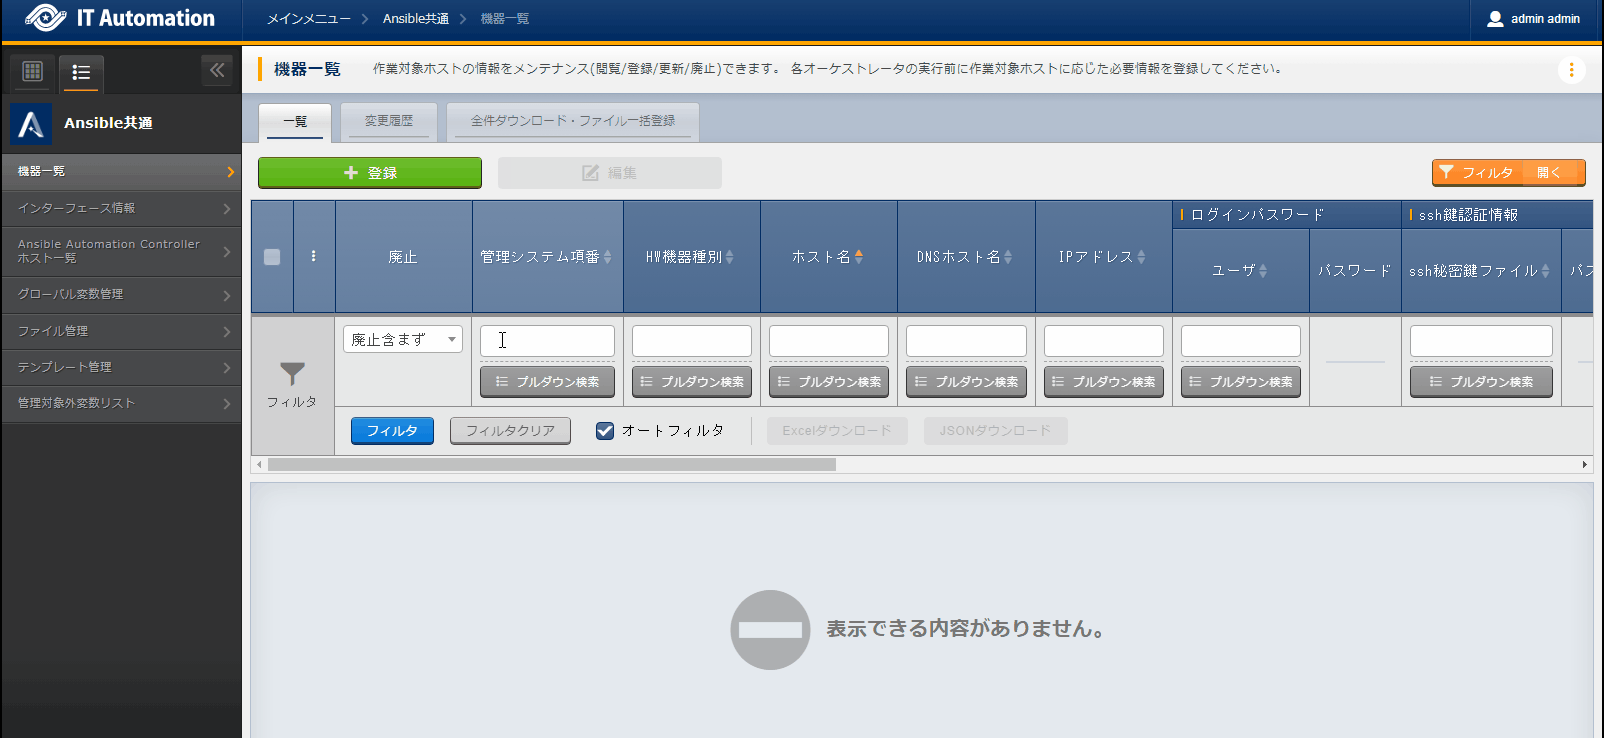 IT Automation
メインメニュー
Ansible共通
機器一覧
admin admin
Ansible共通
機器一覧
インターフェース情報
Ansible Automation Controller
ホスト一覧
グローバル変数管理
ファイル管理
テンプレート管理
管理対象外変数リスト
機器一覧
作業対象ホストの情報をメンテナンス(閲覧/登録/更新/廃止)できます。 各オーケストレータの実行前に作業対象ホストに応じた必要情報を登録してください。
一覧
変更履歴
全件ダウンロード・ファイル一括登録
登録
編集
フィルタ 開く
廃止
管理システム項番
HW機器種別
ホスト名
DNSホスト名
IPアドレス
ログインパスワード
ユーザ
パスワード
ssh鍵認証情報
ssh秘密鍵ファイル
フィルタ
廃止含まず
プルダウン検索
プルダウン検索
プルダウン検索
プルダウン検索
プルダウン検索
プルダウン検索
プルダウン検索
フィルタ
フィルタクリア
オートフィルタ
Excelダウンロード
JSONダウンロード
表示できる内容がありません。